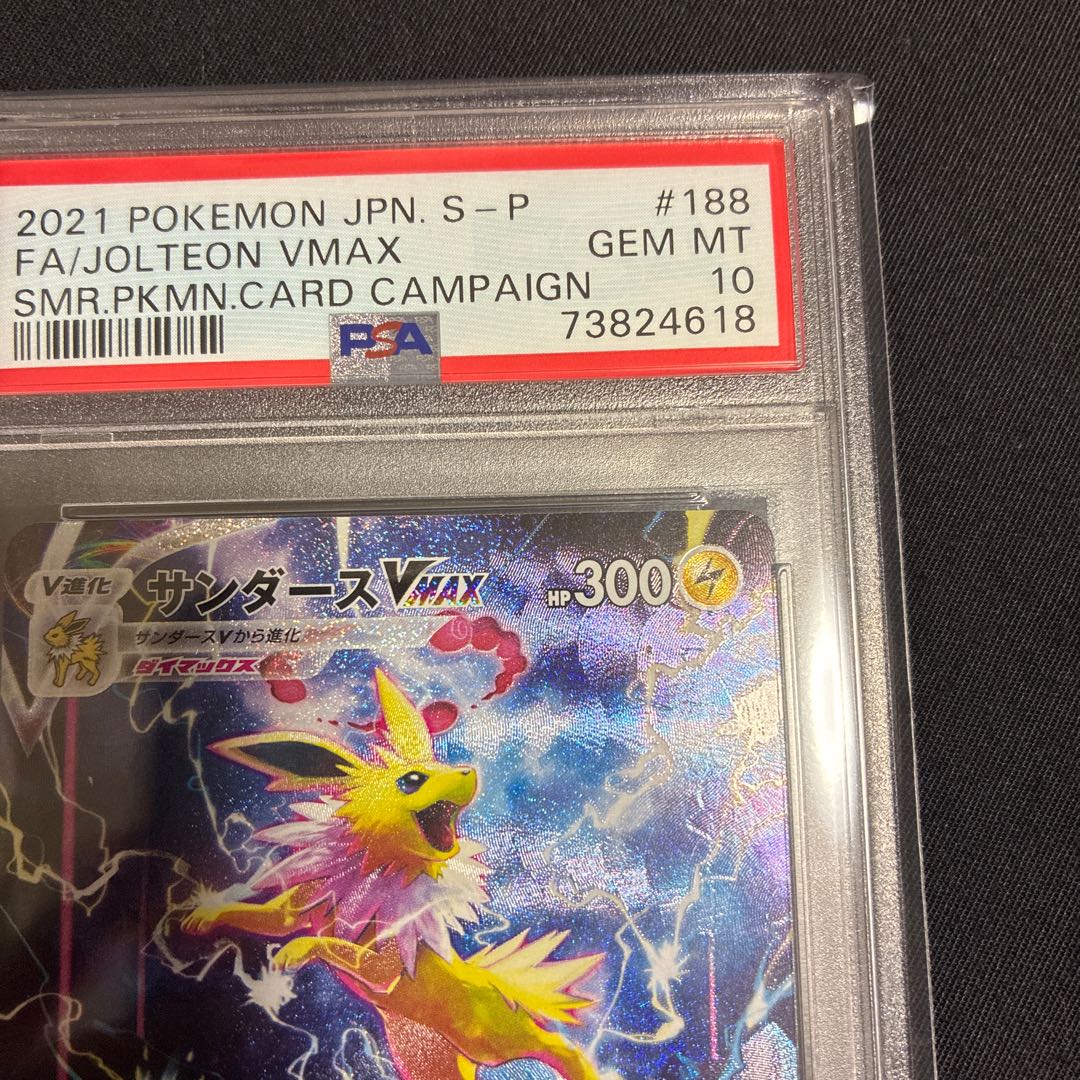 2021 POKEMON JPN. S-P #188
FA/JOLTEON VMAX GEM MT
SMR.PKMN.CARD CAMPAIGN 10
PSA 73824618
V進化 サンダースVMAX HP300
サンダースVから進化
ダイマックス